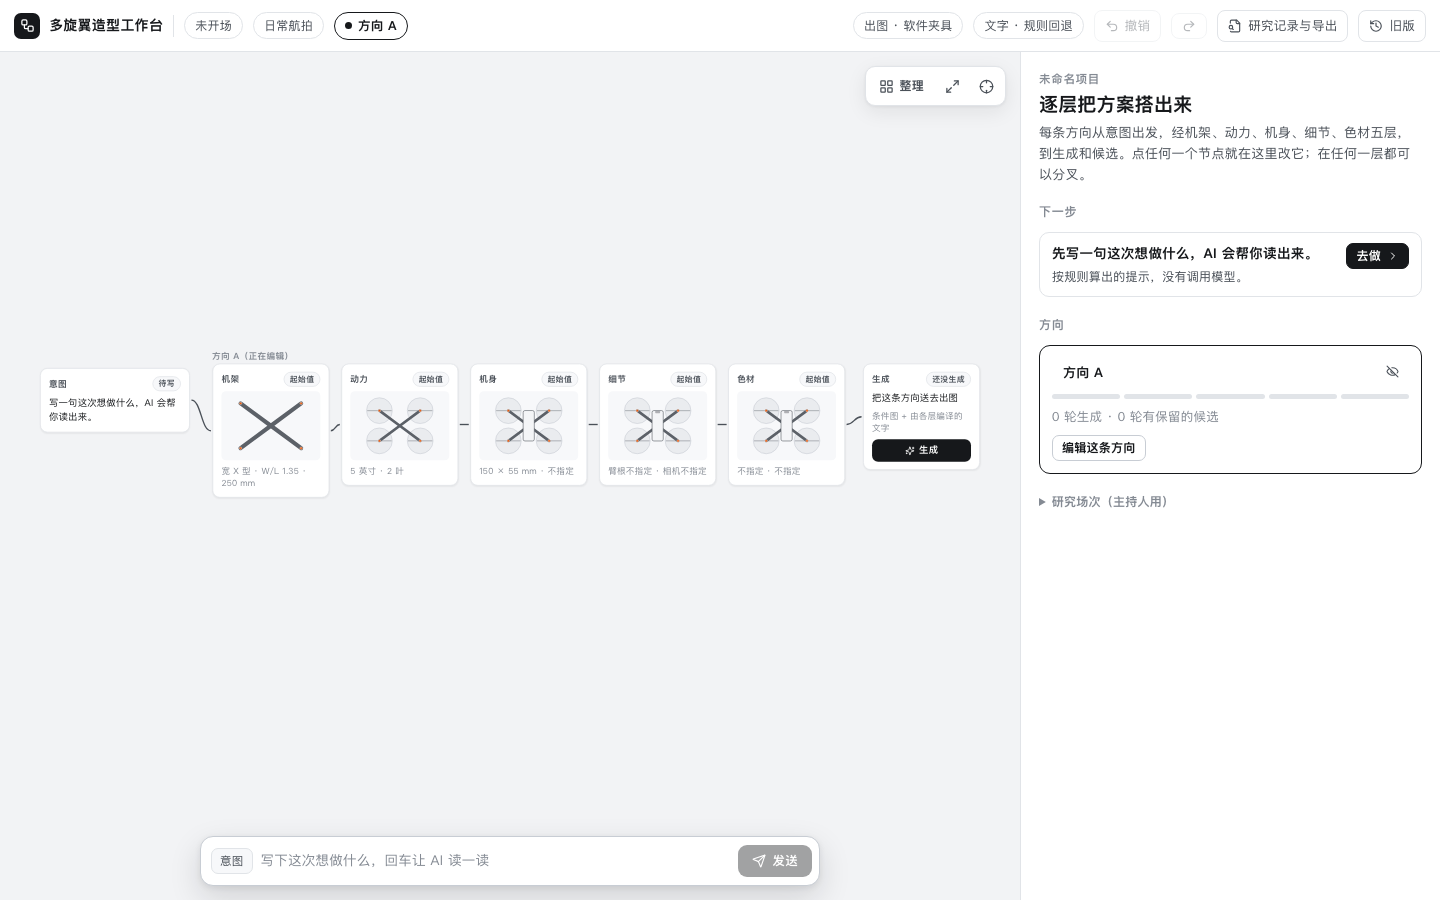 多旋翼造型工作台
未开场
日常航拍
方向 A
出图 · 软件夹具
文字 · 规则回退
撤销
研究记录与导出
旧版
整理
未命名项目
逐层把方案搭出来
每条方向从意图出发，经机架、动力、机身、细节、色材五层，
到生成和候选。点任何一个节点就在这里改它；在任何一层都可
以分叉。
下一步
先写一句这次想做什么，AI 会帮你读出来。
去做
按规则算出的提示，没有调用模型。
方向
方向 A
0 轮生成 · 0 轮有保留的候选
编辑这条方向
研究场次（主持人用）
方向 A（正在编辑）
意图
待写
写一句这次想做什么，AI 会帮
你读出来。
机架
起始值
宽 X 型 · W/L 1.35 ·
250 mm
动力
起始值
5 英寸 · 2 叶
机身
起始值
150 × 55 mm · 不指定
细节
起始值
臂根不指定 · 相机不指定
色材
起始值
不指定 · 不指定
生成
还没生成
把这条方向送去出图
条件图 + 由各层编译的
文字
生成
意图
写下这次想做什么，回车让 AI 读一读
发送